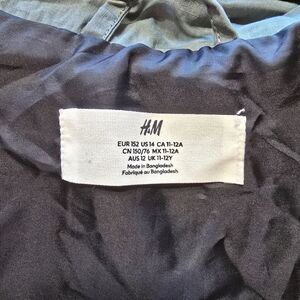 H&M
EUR 152 US 14 CA 11-12A
CN 150/76 MX 11-12A
AUS 12 UK 11-12Y
Made in Bangladesh
Fabriqué au Bangladesh